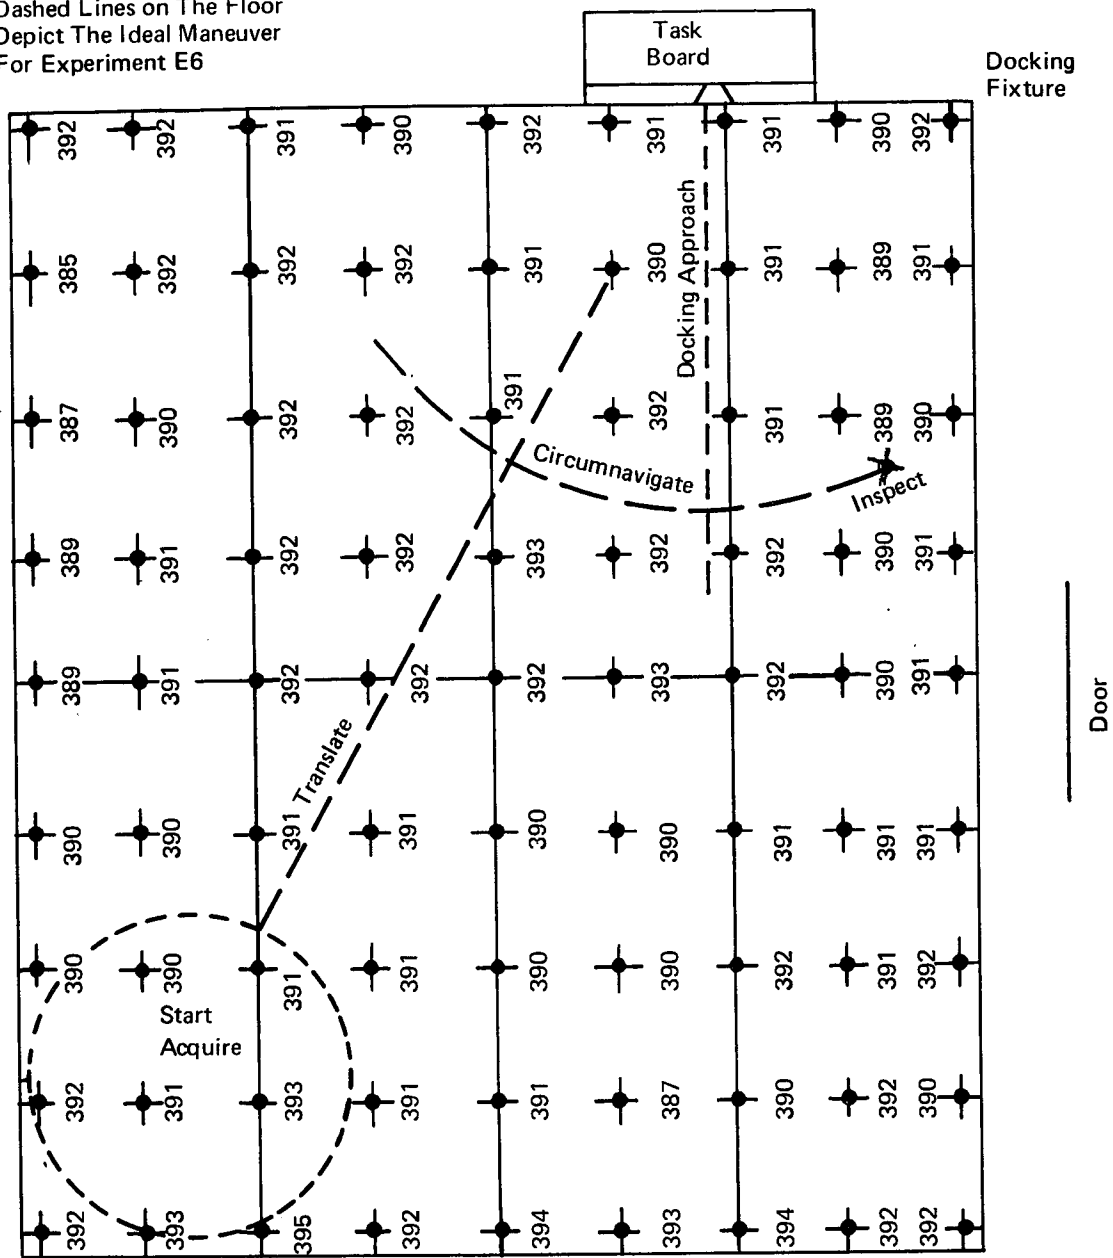 Dashed Lines on The Floor
Depict The Ideal Maneuver
For Experiment E6
Task
Board
Docking
Fixture
392 392 391 390 392 391 391 390 392
385 392 392 392 391 390 391 389 391
Docking Approach
387 390 392 392 391 392 391 389 390
Circumnavigate
Inspect
389 391 392 392 393 392 392 390 391
389 391 392 392 392 393 392 390 391
Door
Translate
390 390 391 391 390 390 391 391 391
390 390 391 391 390 390 392 391 392
Start
Acquire
392 391 393 391 391 387 390 392 390
392 393 395 392 394 393 394 392 392